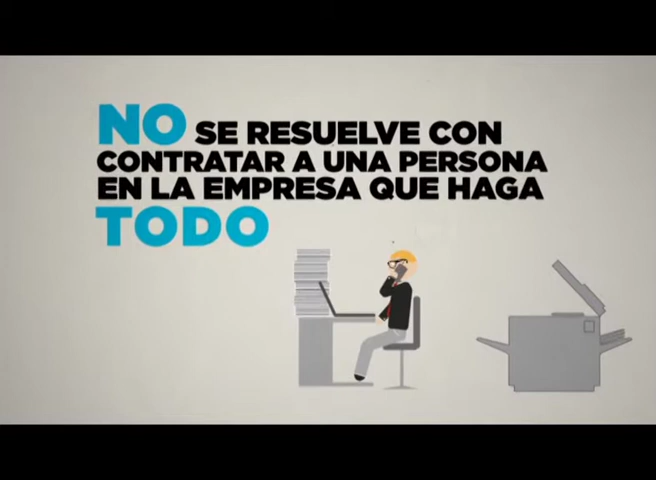 NO SE RESUELVE CON
CONTRATAR A UNA PERSONA
EN LA EMPRESA QUE HAGA
TODO